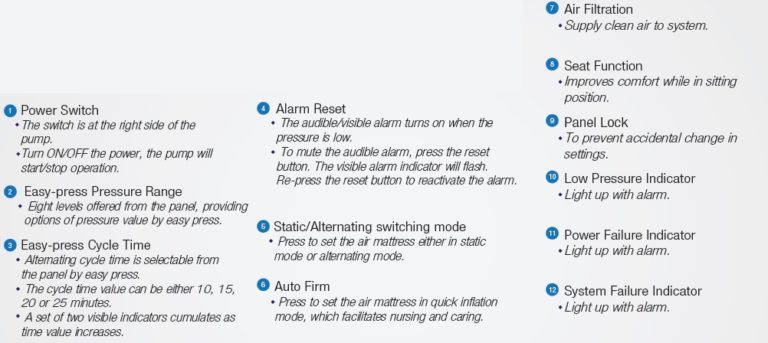 1 Power Switch
• The switch is at the right side of the
pump.
• Turn ON/OFF the power, the pump will
start/stop operation.
2 Easy-press Pressure Range
• Eight levels offered from the panel, providing
options of pressure value by easy press.
3 Easy-press Cycle Time
• Alternating cycle time is selectable from
the panel by easy press.
• The cycle time value can be either 10, 15,
20 or 25 minutes.
• A set of two visible indicators cumulates as
time value increases.
4 Alarm Reset
• The audible/visible alarm turns on when the
pressure is low.
• To mute the audible alarm, press the reset
button. The visible alarm indicator will flash.
Re-press the reset button to reactivate the alarm.
5 Static/Alternating switching mode
• Press to set the air mattress either in static
mode or alternating mode.
6 Auto Firm
• Press to set the air mattress in quick inflation
mode, which facilitates nursing and caring.
7 Air Filtration
• Supply clean air to system.
8 Seat Function
• Improves comfort while in sitting
position.
9 Panel Lock
• To prevent accidental change in
settings.
10 Low Pressure Indicator
• Light up with alarm.
11 Power Failure Indicator
• Light up with alarm.
12 System Failure Indicator
• Light up with alarm.